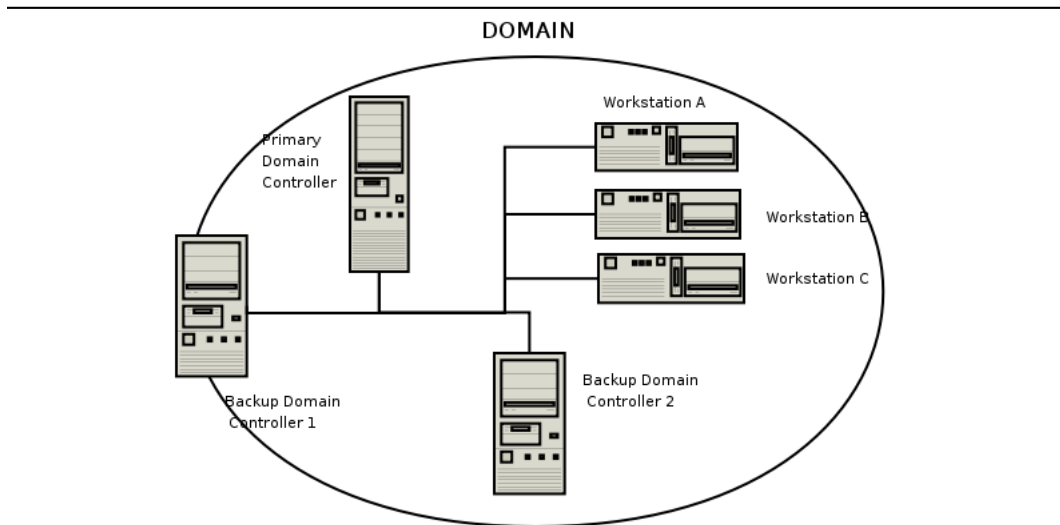 DOMAIN
Workstation A
Primary
Domain
Controller
Workstation B
Workstation C
Backup Domain
Controller 2
Backup Domain
Controller 1